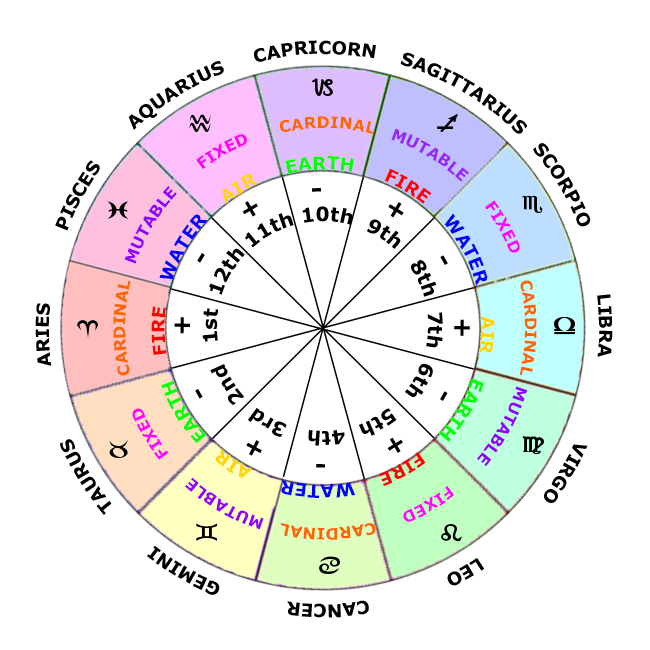 CAPRICORN
CARDINAL
EARTH
-
10th
SAGITTARIUS
MUTABLE
FIRE
+
9th
SCORPIO
FIXED
WATER
-
8th
LIBRA
CARDINAL
AIR
+
7th
VIRGO
MUTABLE
EARTH
-
6th
LEO
FIXED
FIRE
+
5th
CANCER
CARDINAL
WATER
-
4th
GEMINI
MUTABLE
AIR
+
3rd
TAURUS
FIXED
EARTH
-
2nd
ARIES
CARDINAL
FIRE
+
1st
PISCES
MUTABLE
WATER
-
12th
AQUARIUS
FIXED
AIR
+
11th